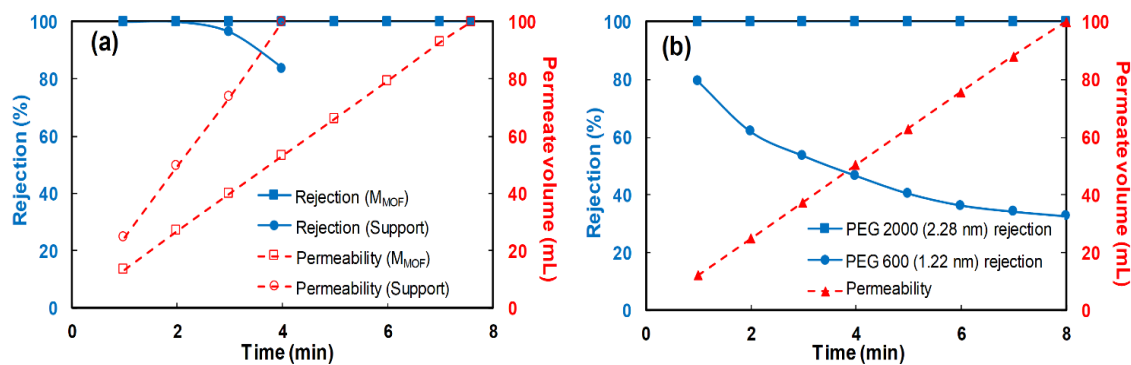 (a)
Rejection (%)
100
80
60
40
20
0
Rejection (MMOF)
Rejection (Support)
Permeability (MMOF)
Permeability (Support)
100
80
60
40
20
0
Permeate volume (mL)
0 2 4 6 8
Time (min)
(b)
Rejection (%)
100
80
60
40
20
0
PEG 2000 (2.28 nm) rejection
PEG 600 (1.22 nm) rejection
Permeability
100
80
60
40
20
0
Permeate volume (mL)
0 2 4 6 8
Time (min)